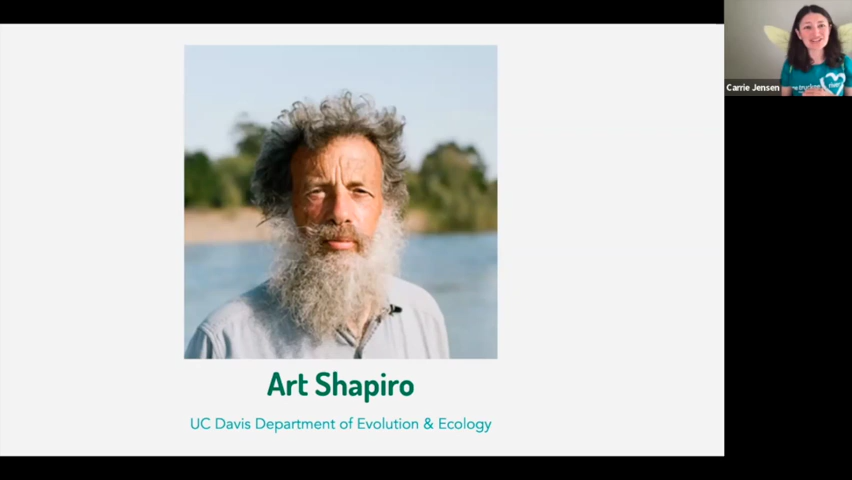 Carrie Jensen
Art Shapiro
UC Davis Department of Evolution & Ecology